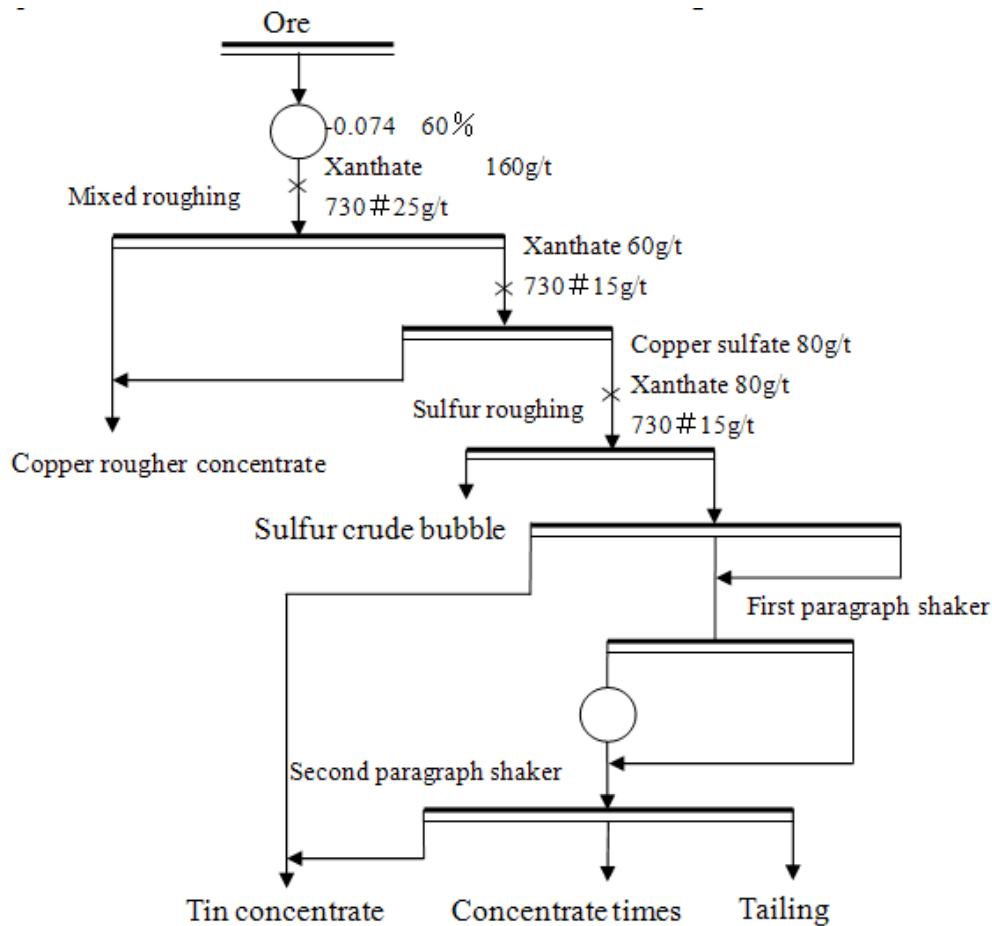 Ore
-0.074 60%
Xanthate 160g/t
Mixed roughing
730#25g/t
Xanthate 60g/t
730#15g/t
Copper sulfate 80g/t
Xanthate 80g/t
Sulfur roughing
730#15g/t
Copper rougher concentrate
Sulfur crude bubble
First paragraph shaker
Second paragraph shaker
Tin concentrate
Concentrate times
Tailing